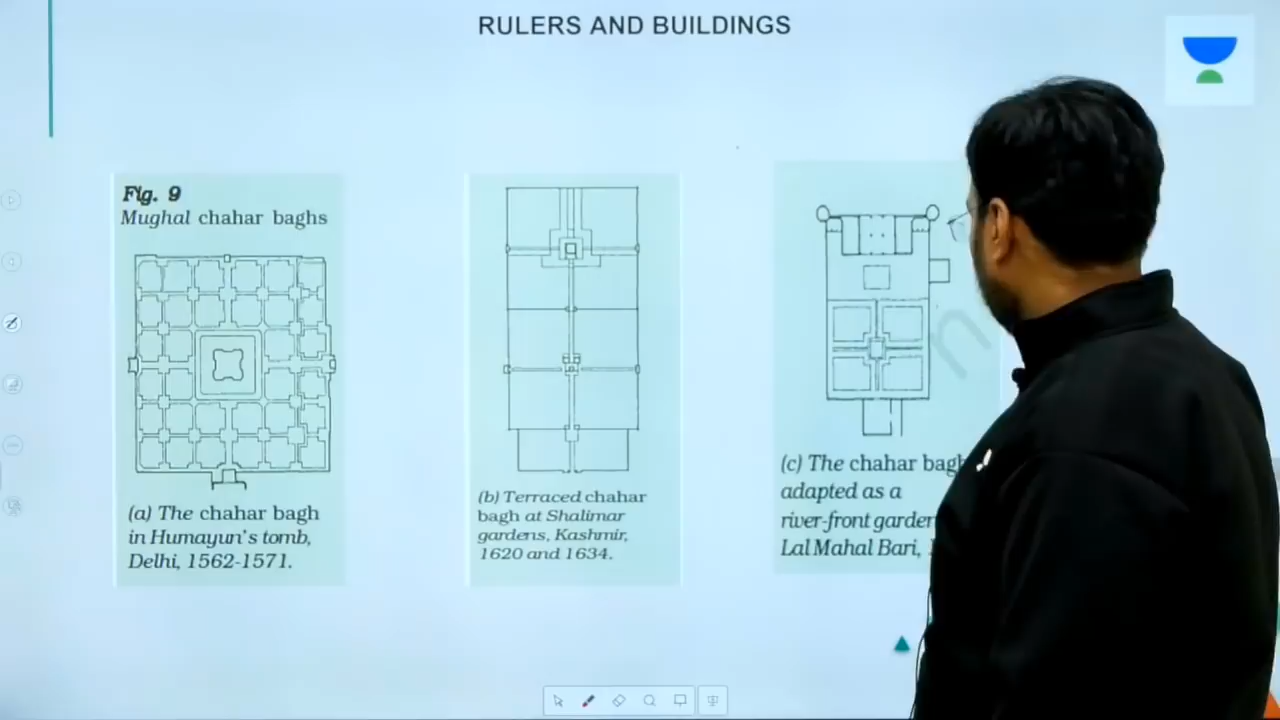 RULERS AND BUILDINGS
Fig. 9
Mughal chahar baghs
(a) The chahar bagh
in Humayun's tomb,
Delhi, 1562-1571.
(b) Terraced chahar
bagh at Shalimar
gardens, Kashmir,
1620 and 1634.
(c) The chahar bagh
adapted as a
river-front garden
Lal Mahal Bari,